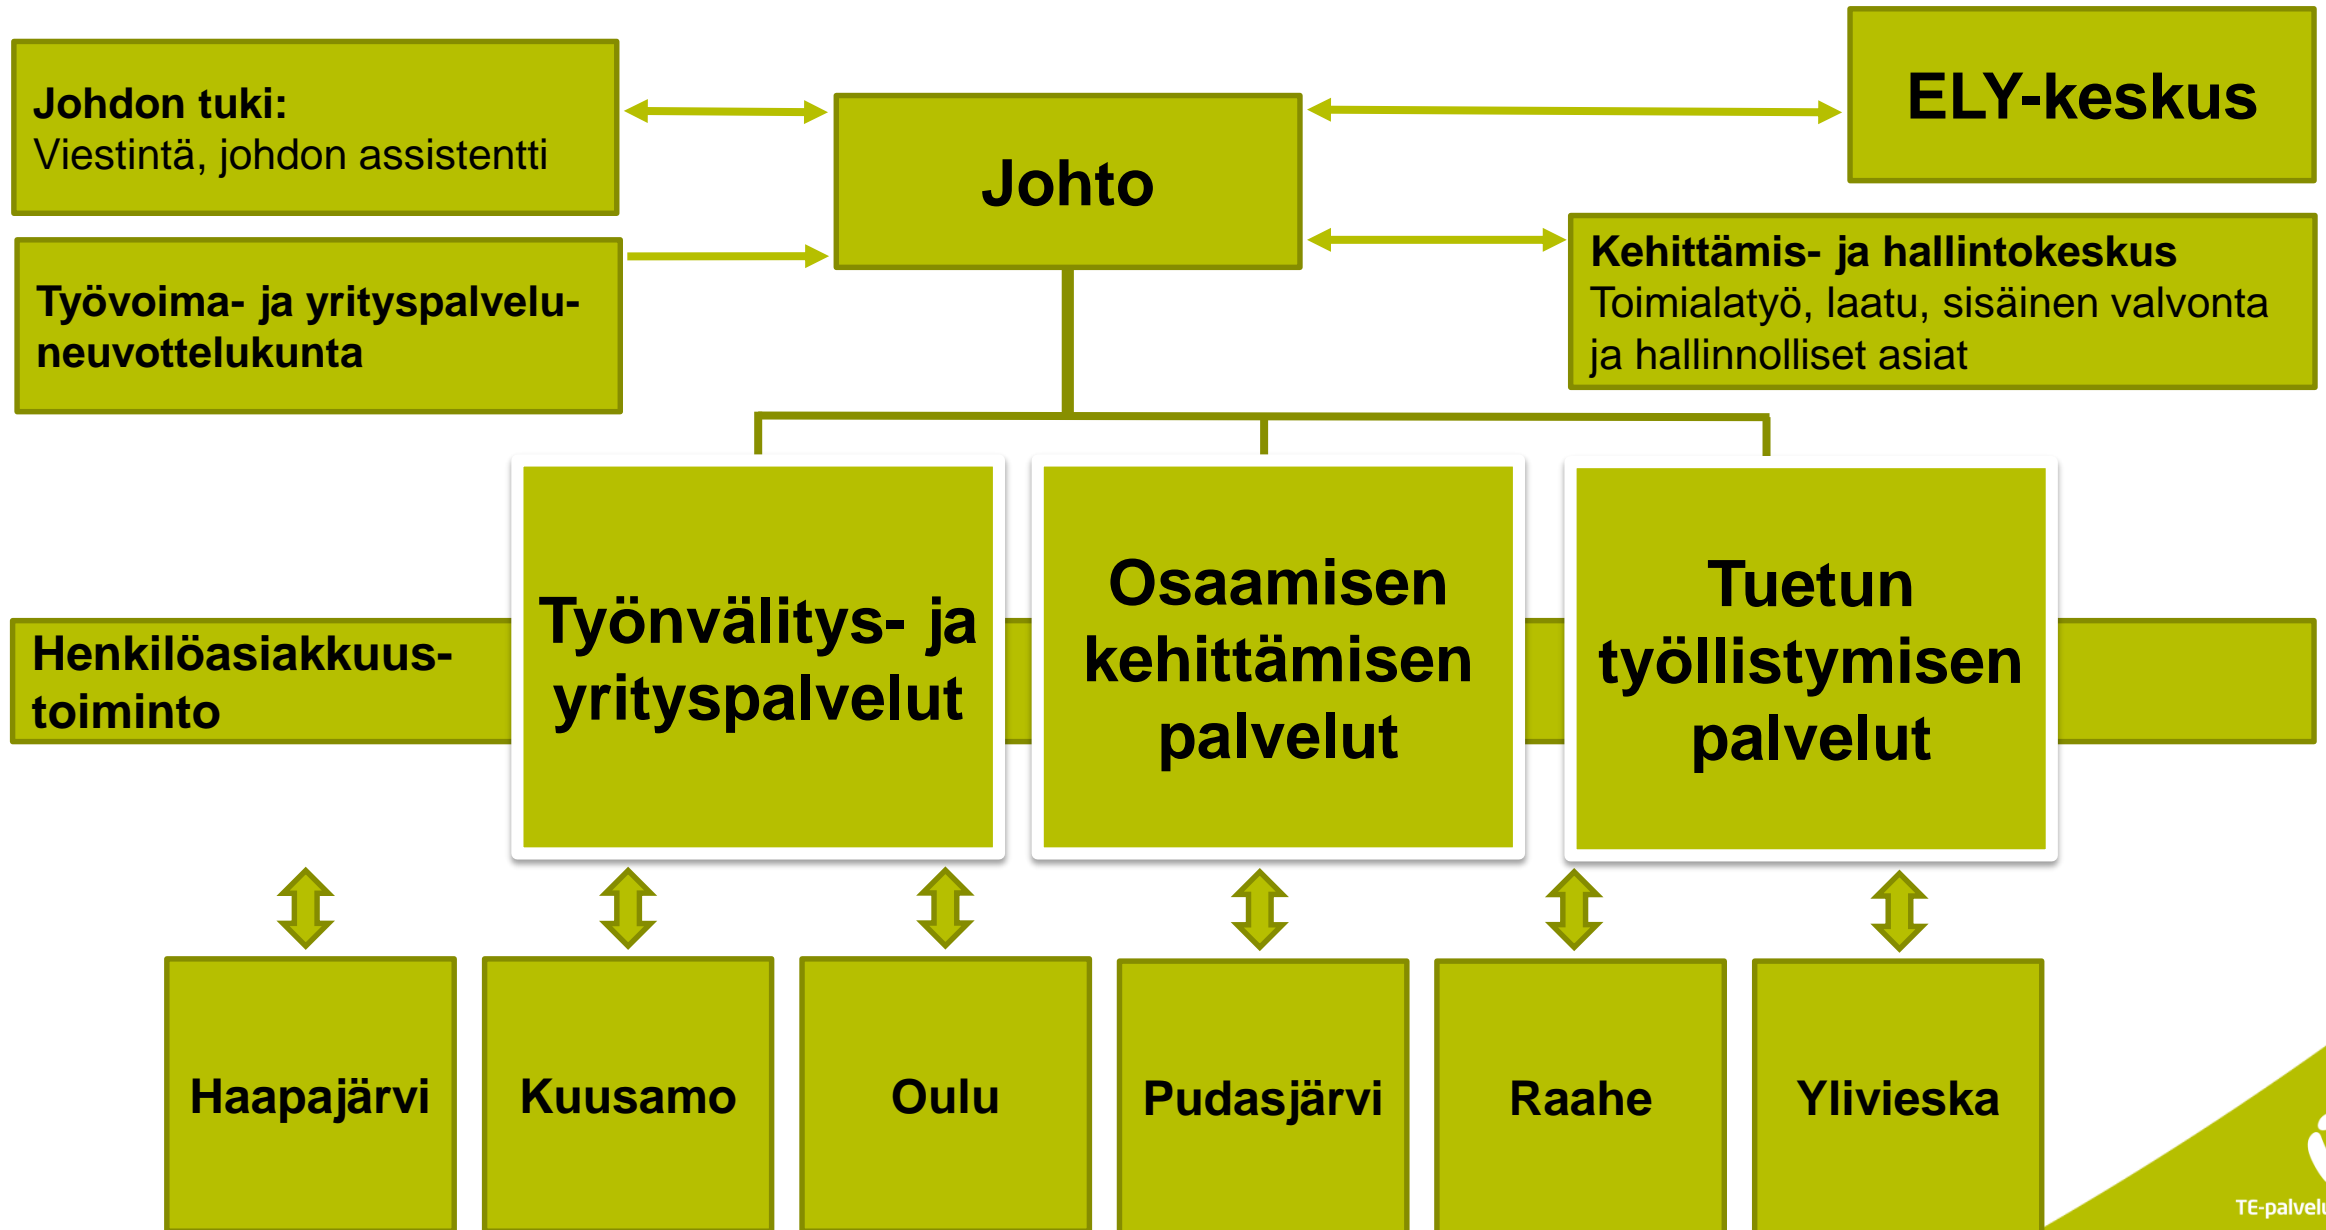 Johdon tuki:
Viestintä, johdon assistentti
Johto
ELY-keskus
Työvoima- ja yrityspalvelu-
neuvottelukunta
Kehittämis- ja hallintokeskus
Toimialatyö, laatu, sisäinen valvonta
ja hallinnolliset asiat
Henkilöasiakkuus-
toiminto
Työnvälitys- ja
yrityspalvelut
Osaamisen
kehittämisen
palvelut
Tuetun
työllistymisen
palvelut
Haapajärvi
Kuusamo
Oulu
Pudasjärvi
Raahe
Ylivieska